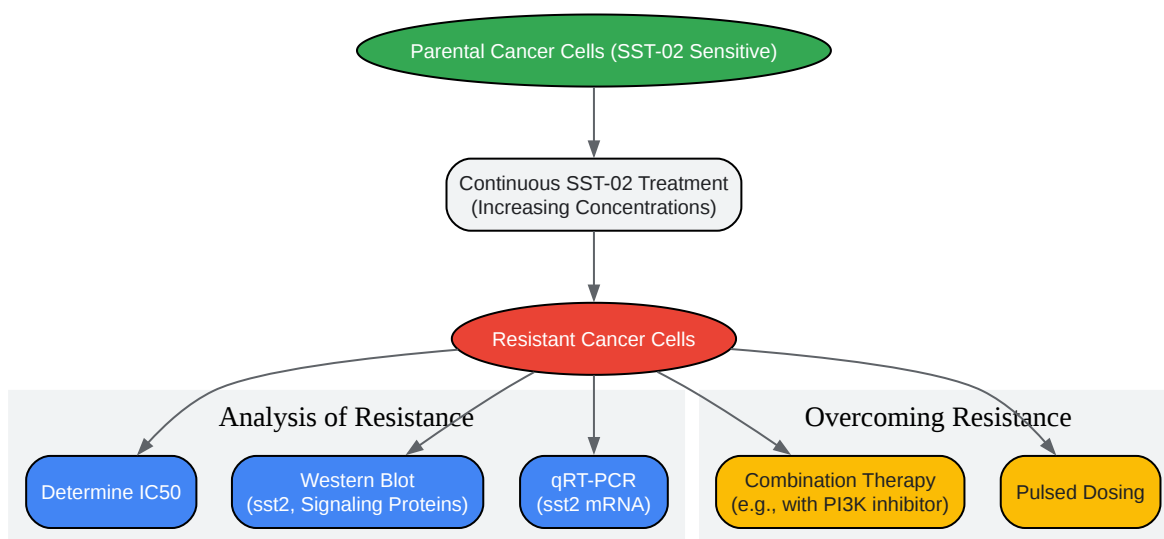 Parental Cancer Cells (SST-02 Sensitive)
Continuous SST-02 Treatment
(Increasing Concentrations)
Resistant Cancer Cells
Analysis of Resistance
Determine IC50
Western Blot
(sst2, Signaling Proteins)
qRT-PCR
(sst2 mRNA)
Overcoming Resistance
Combination Therapy
(e.g., with PI3K inhibitor)
Pulsed Dosing